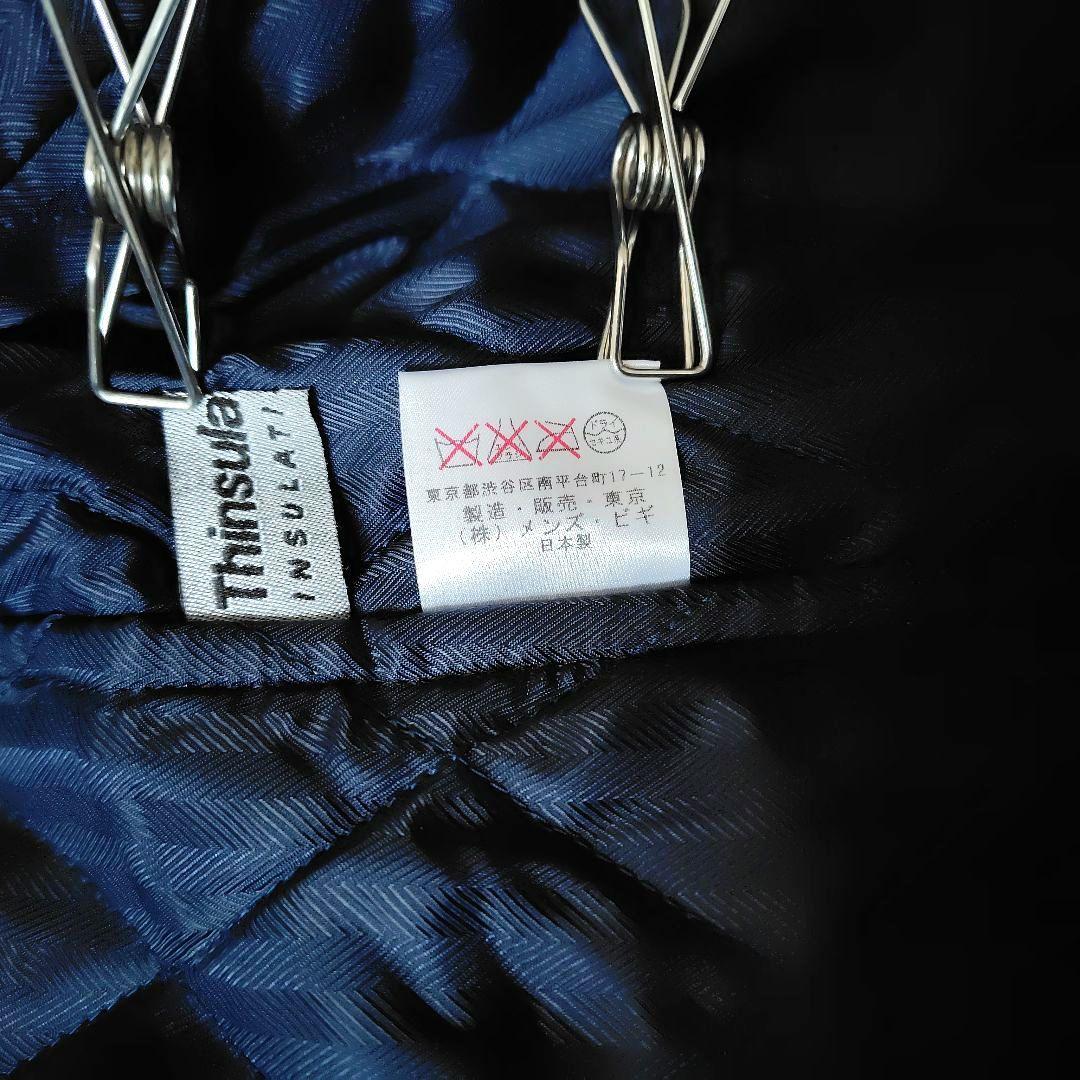 Thinsula
INSULATI
ドライ
セキユ系
東京都渋谷区南平台町17-12
製造・販売・東京
(株)メンズ・ビギ
日本製